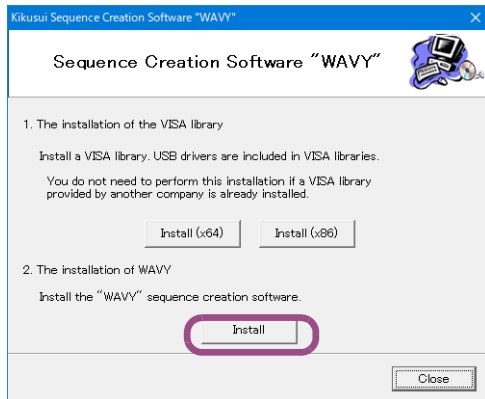 Kikusui Sequence Creation Software "WAVY"
Sequence Creation Software "WAVY"
1. The installation of the VISA library
Install a VISA library. USB drivers are included in VISA libraries.
You do not need to perform this installation if a VISA library
provided by another company is already installed.
Install (x64) Install (x86)
2. The installation of WAVY
Install the "WAVY" sequence creation software.
Install
Close